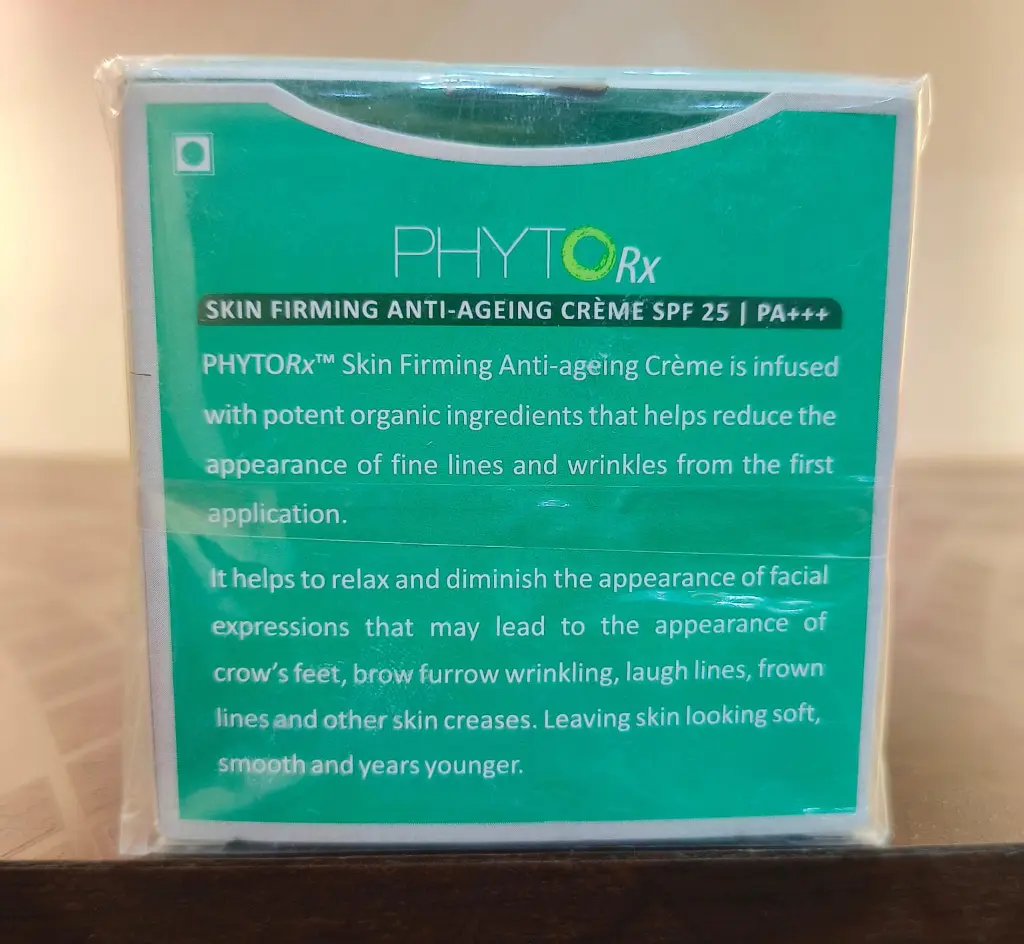 PHYTORx
SKIN FIRMING ANTI-AGEING CRÈME SPF 25 | PA+++
PHYTORx™ Skin Firming Anti-ageing Crème is infused
with potent organic ingredients that helps reduce the
appearance of fine lines and wrinkles from the first
application.
It helps to relax and diminish the appearance of facial
expressions that may lead to the appearance of
crow's feet, brow furrow wrinkling, laugh lines, frown
lines and other skin creases. Leaving skin looking soft,
smooth and years younger.